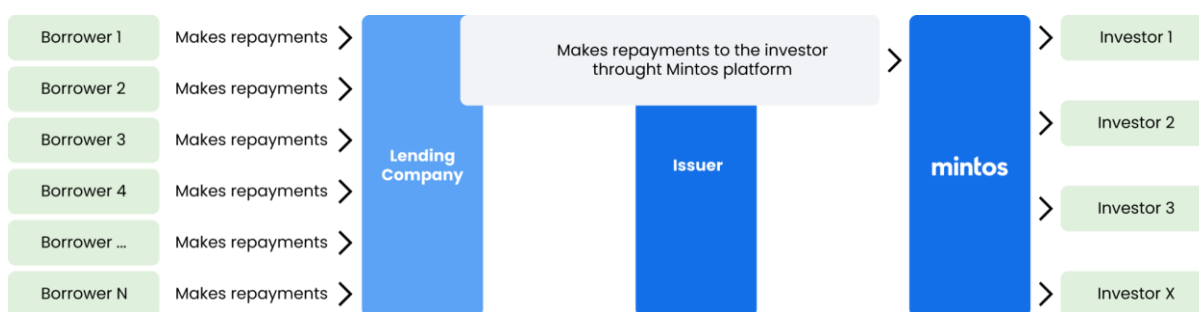 Borrower 1
Makes repayments
Borrower 2
Makes repayments
Borrower 3
Makes repayments
Borrower 4
Makes repayments
Borrower ...
Makes repayments
Borrower N
Makes repayments
Lending
Company
Makes repayments to the investor
throught Mintos platform
Issuer
mintos
Investor 1
Investor 2
Investor 3
Investor X